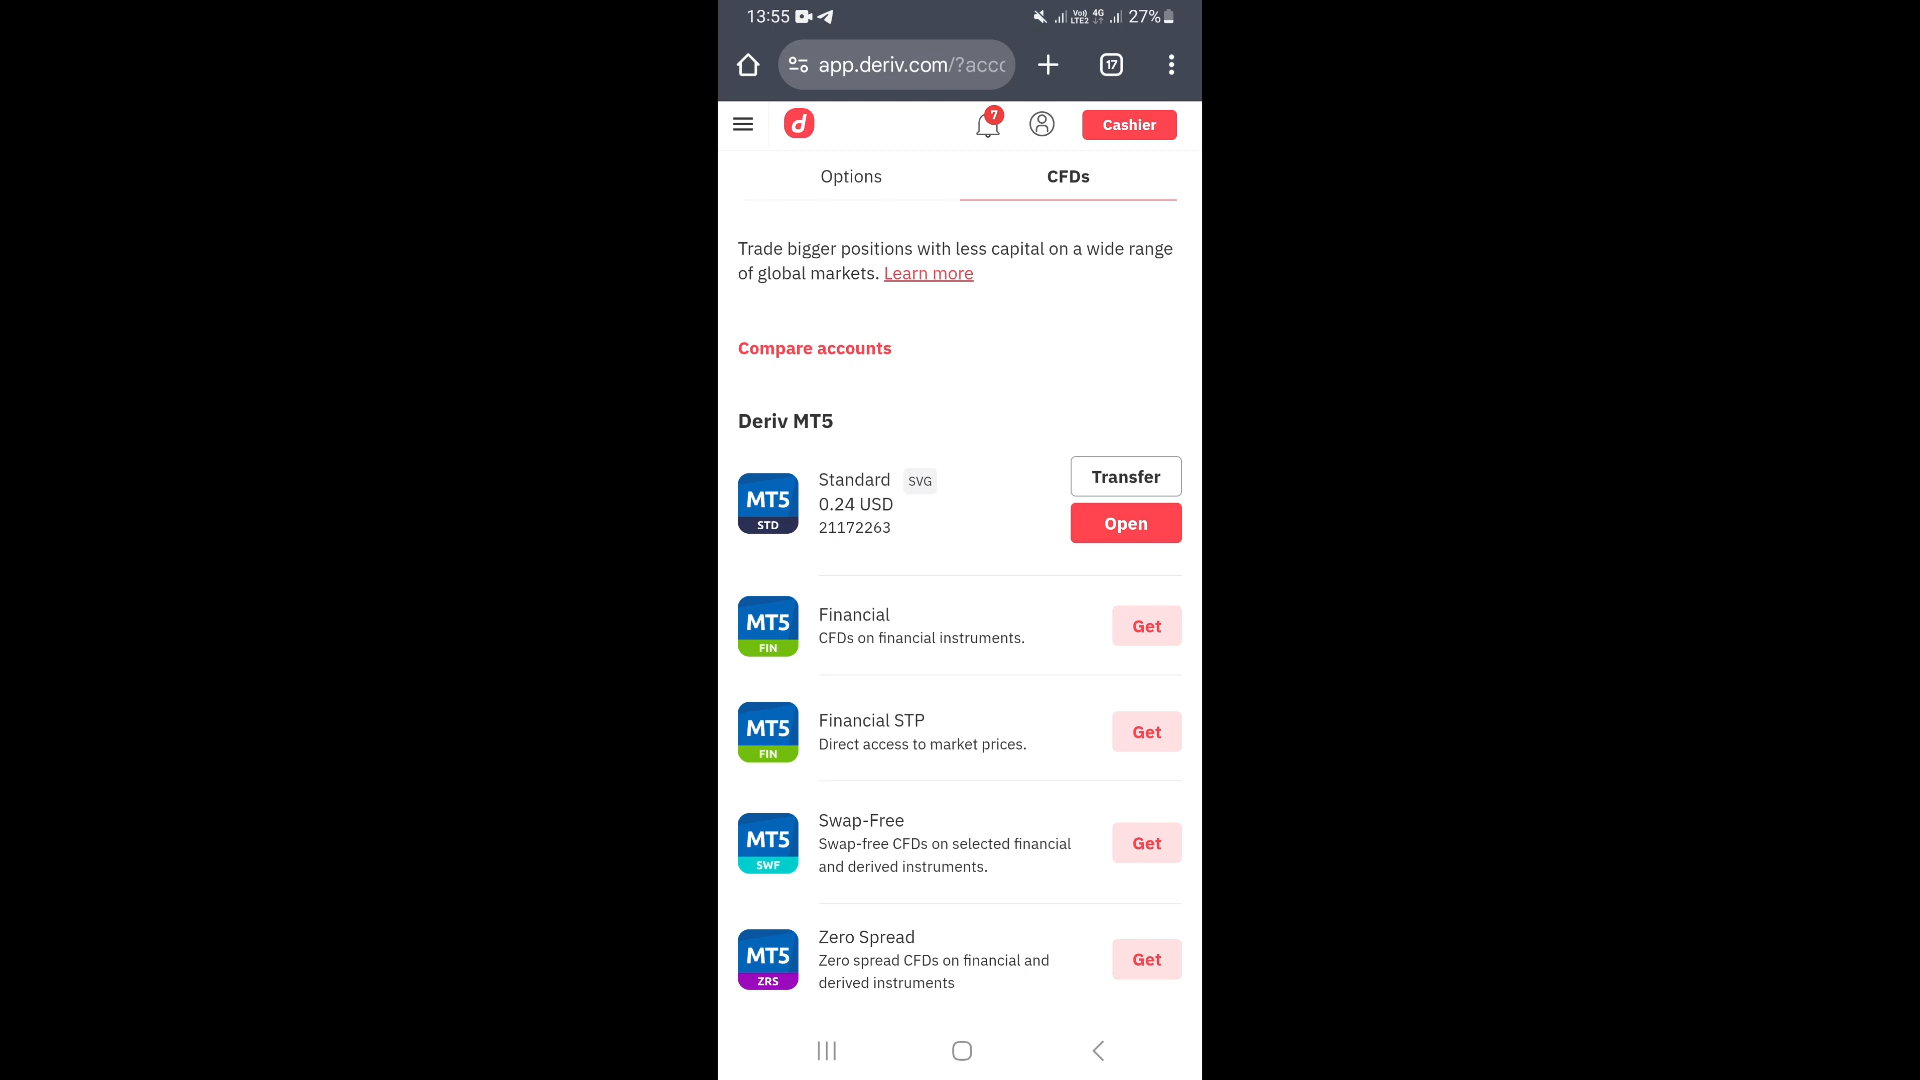 13:55
Vo) LTE2 4G 27%
app.deriv.com/?acc
17
7
Cashier
Options CFDs
Trade bigger positions with less capital on a wide range
of global markets. Learn more
Compare accounts
Deriv MT5
MT5 STD
Standard SVG
0.24 USD
21172263
Transfer
Open
MT5 FIN
Financial
CFDs on financial instruments.
Get
MT5 FIN
Financial STP
Direct access to market prices.
Get
MT5 SWF
Swap-Free
Swap-free CFDs on selected financial
and derived instruments.
Get
MT5 ZRS
Zero Spread
Zero spread CFDs on financial and
derived instruments
Get